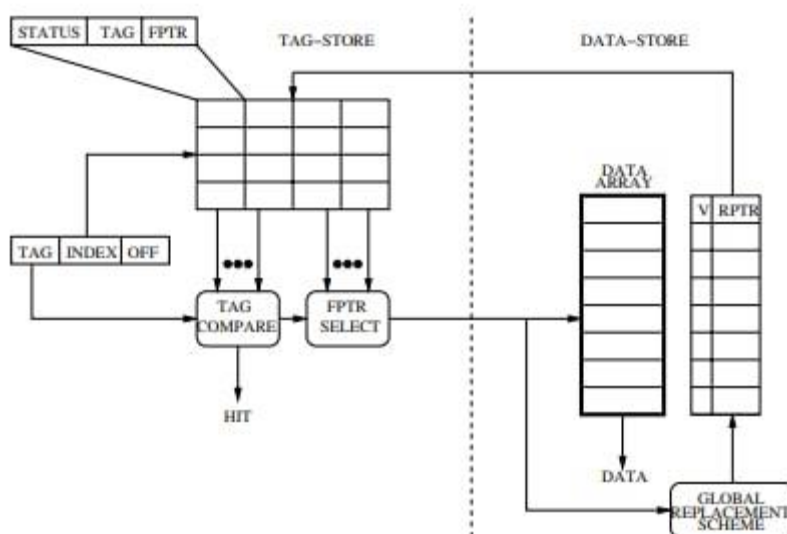 STATUS TAG FPTR
TAG-STORE
DATA-STORE
DATA
ARRAY
V RPTR
TAG INDEX OFF
TAG
COMPARE
FPTR
SELECT
HIT
DATA
GLOBAL
REPLACEMENT
SCHEME